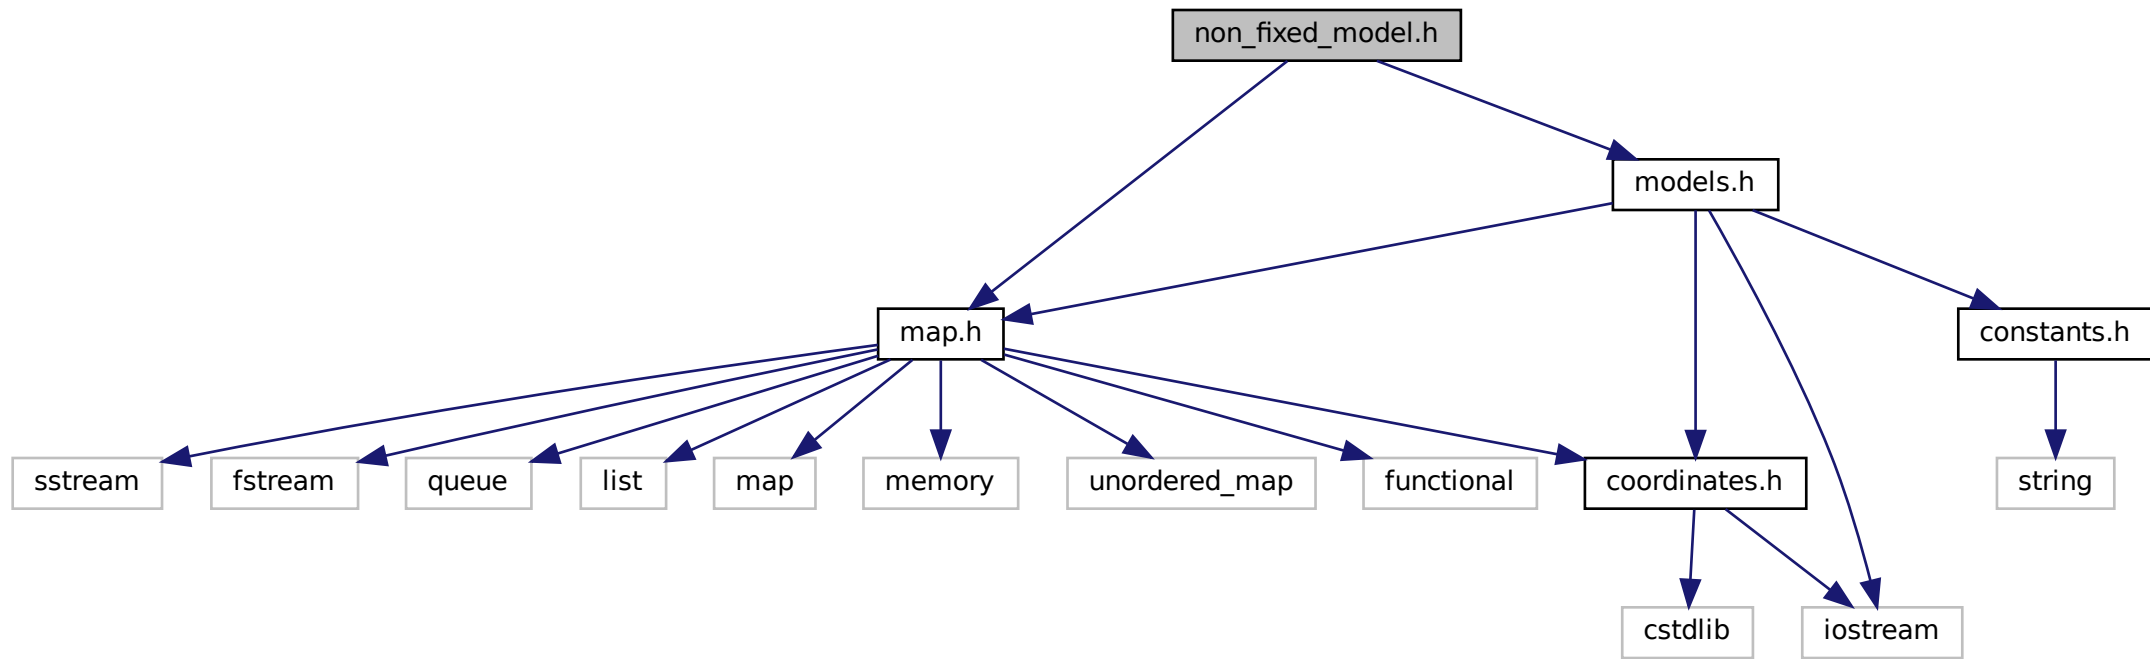 non_fixed_model.h
models.h
map.h
constants.h
sstream
fstream
queue
list
map
memory
unordered_map
functional
coordinates.h
string
cstdlib
iostream